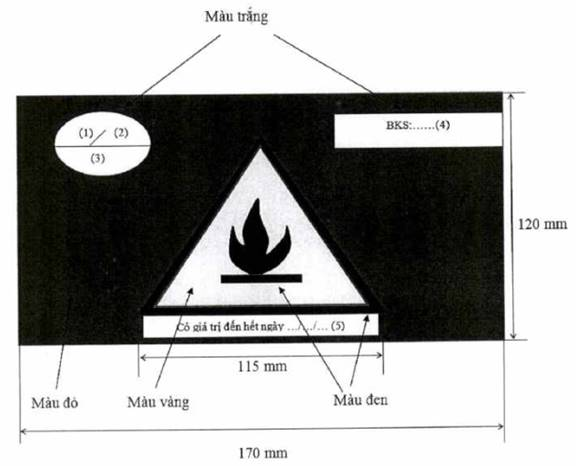 Màu trắng
(1) / (2)
(3)
BKS:......(4)
120 mm
Có giá trị đến hết ngày .../.../... (5)
115 mm
Màu đỏ
Màu vàng
Màu đen
170 mm